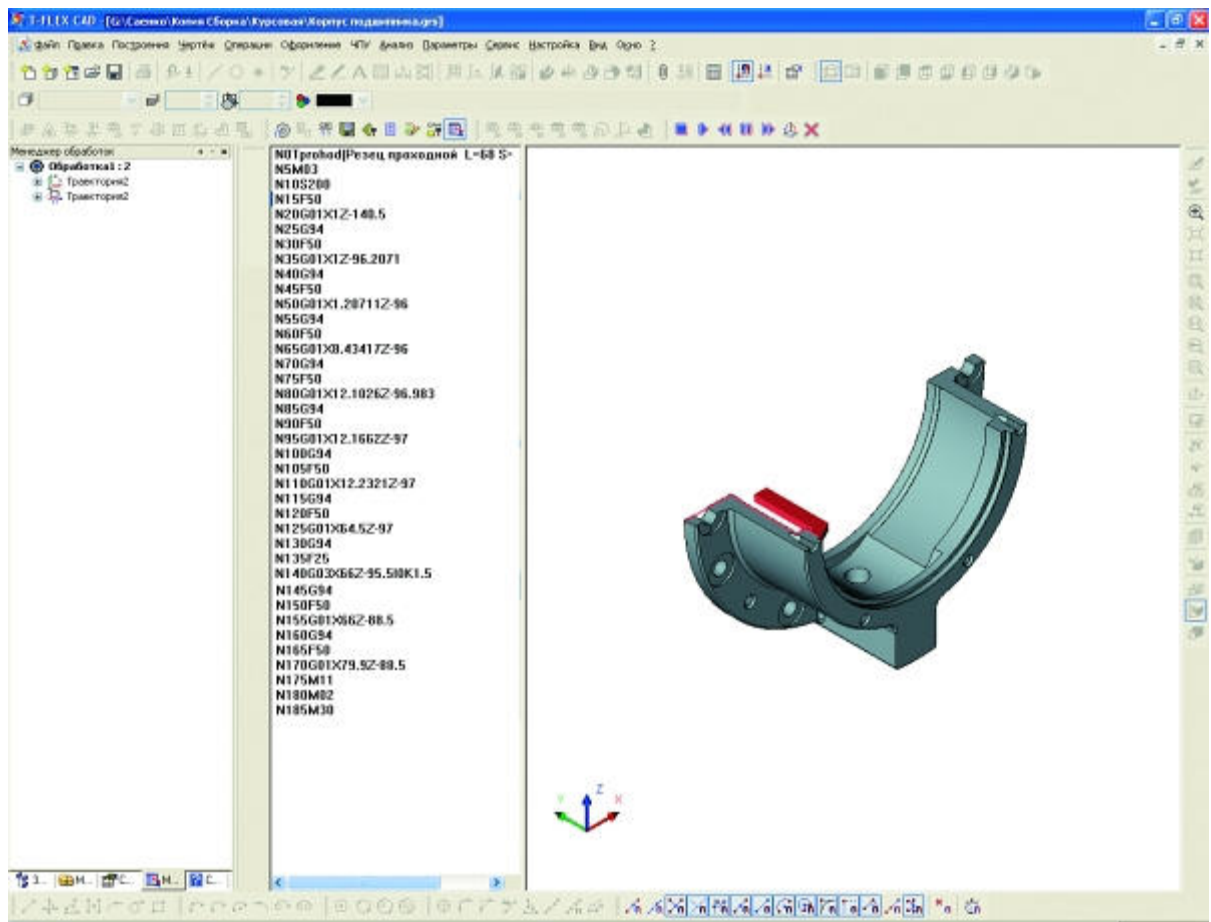 T-FLEX CAD - [G:\Саенко\Копия Сборка\Курсовая\Корпус подшипника.grs]
Файл Правка Построения Чертёж Операции Оформление ЧПУ Анализ Параметры Сервис Настройка Вид Окно ?
Менеджер обработок
Обработка1 : 2
Траектория2
Траектория2
N0Tprohod|Резец проходной L=60 S-
N5M03
N10S200
N15F50
N20G01X1Z-140.5
N25G94
N30F50
N35G01X1Z-96.2071
N40G94
N45F50
N50G01X1.20711Z-96
N55G94
N60F50
N65G01X8.43417Z-96
N70G94
N75F50
N80G01X12.1026Z-96.983
N85G94
N90F50
N95G01X12.1662Z-97
N100G94
N105F50
N110G01X12.2321Z-97
N115G94
N120F50
N125G01X64.5Z-97
N130G94
N135F25
N140G03X66Z-95.5I0K1.5
N145G94
N150F50
N155G01X66Z-88.5
N160G94
N165F50
N170G01X79.9Z-88.5
N175M11
N180M02
N185M30
Z
Y X
З... М... С... М... С...